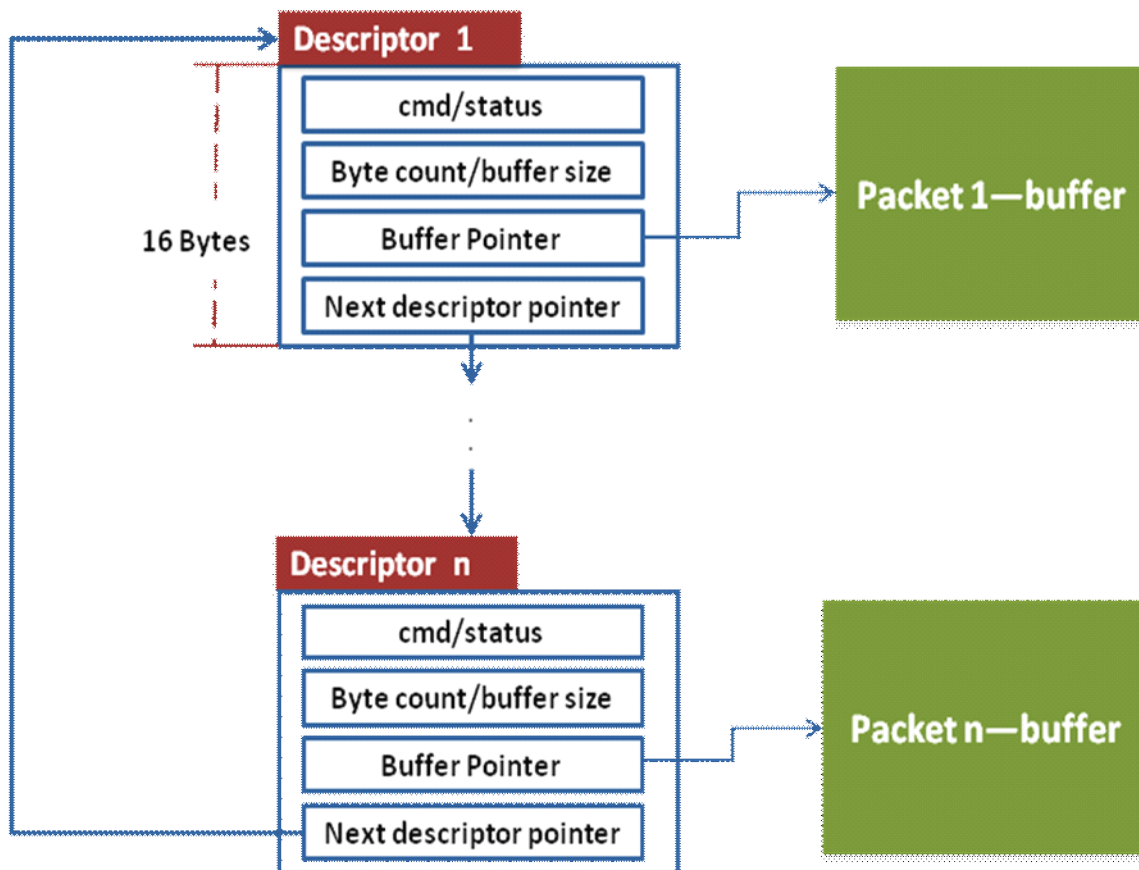 Descriptor 1
cmd/status
Byte count/buffer size
Buffer Pointer
Next descriptor pointer
16 Bytes
Packet 1—buffer
.
.
Descriptor n
cmd/status
Byte count/buffer size
Buffer Pointer
Next descriptor pointer
Packet n—buffer